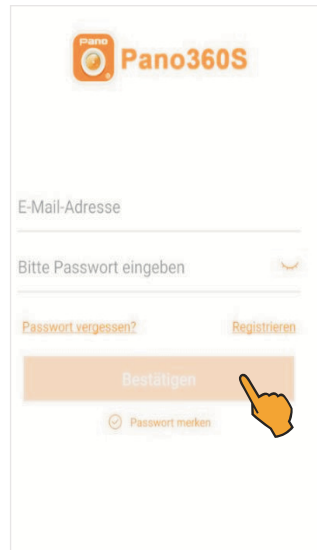 Pano
Pano360S
E-Mail-Adresse
Bitte Passwort eingeben
Passwort vergessen? Registrieren
Bestätigen
Passwort merken